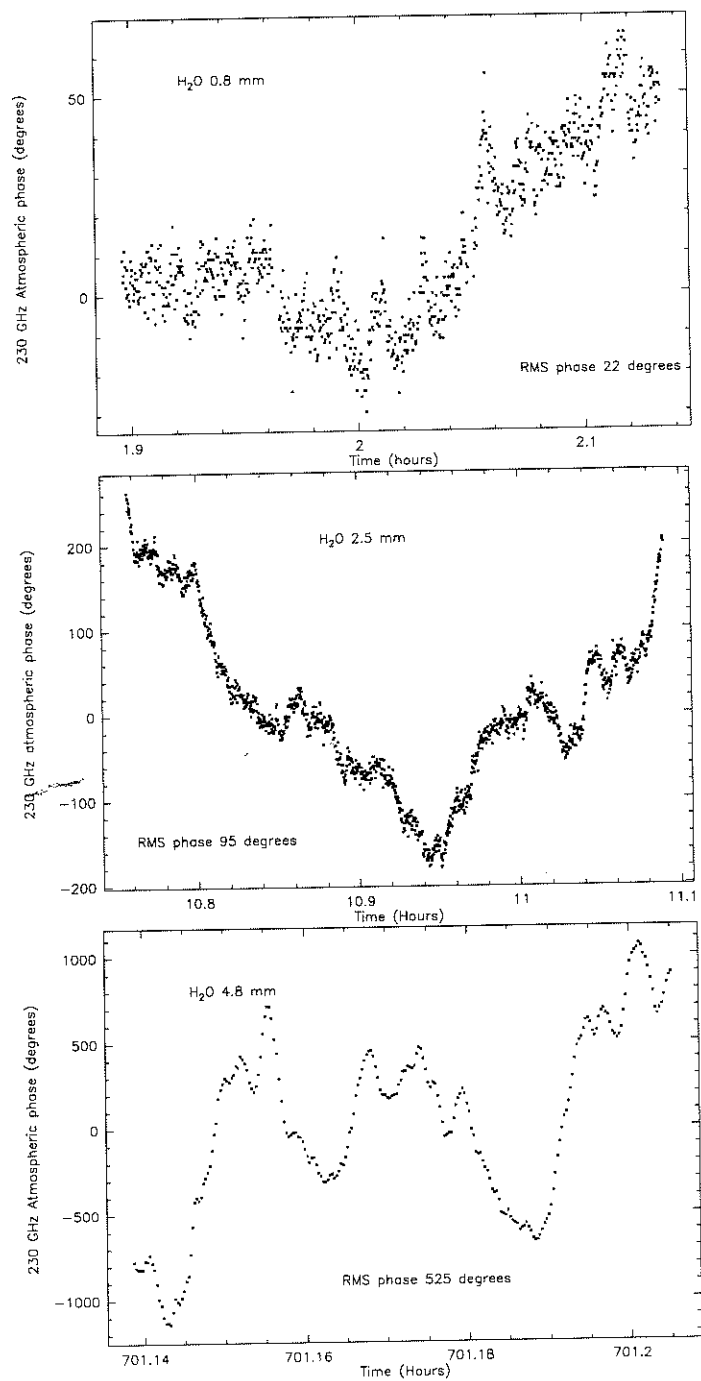 H₂O 0.8 mm
230 GHz Atmospheric phase (degrees)
50
0
RMS phase 22 degrees
1.9
2
2.1
Time (hours)
H₂O 2.5 mm
230 GHz atmospheric phase (degrees)
200
100
0
−100
−200
RMS phase 95 degrees
10.8
10.9
11
11.1
Time (Hours)
H₂O 4.8 mm
230 GHz Atmospheric phase (degrees)
1000
500
0
−500
−1000
RMS phase 525 degrees
701.14
701.16
701.18
701.2
Time (Hours)